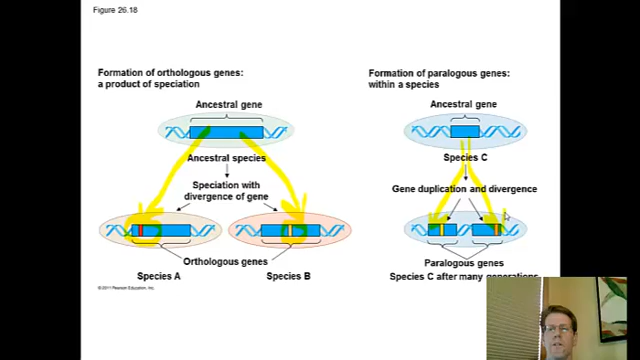 Figure 26.18
Formation of orthologous genes:
a product of speciation
Ancestral gene
Ancestral species
Speciation with
divergence of gene
Orthologous genes
Species A
Species B
© 2011 Pearson Education, Inc.
Formation of paralogous genes:
within a species
Ancestral gene
Species C
Gene duplication and divergence
Paralogous genes
Species C after many generations